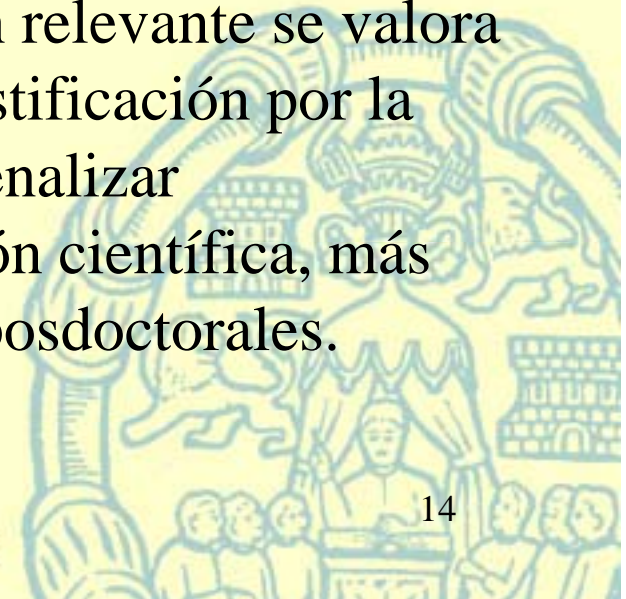 n relevante se valora
stificación por la
enalizar
ón científica, más
posdoctorales.
14